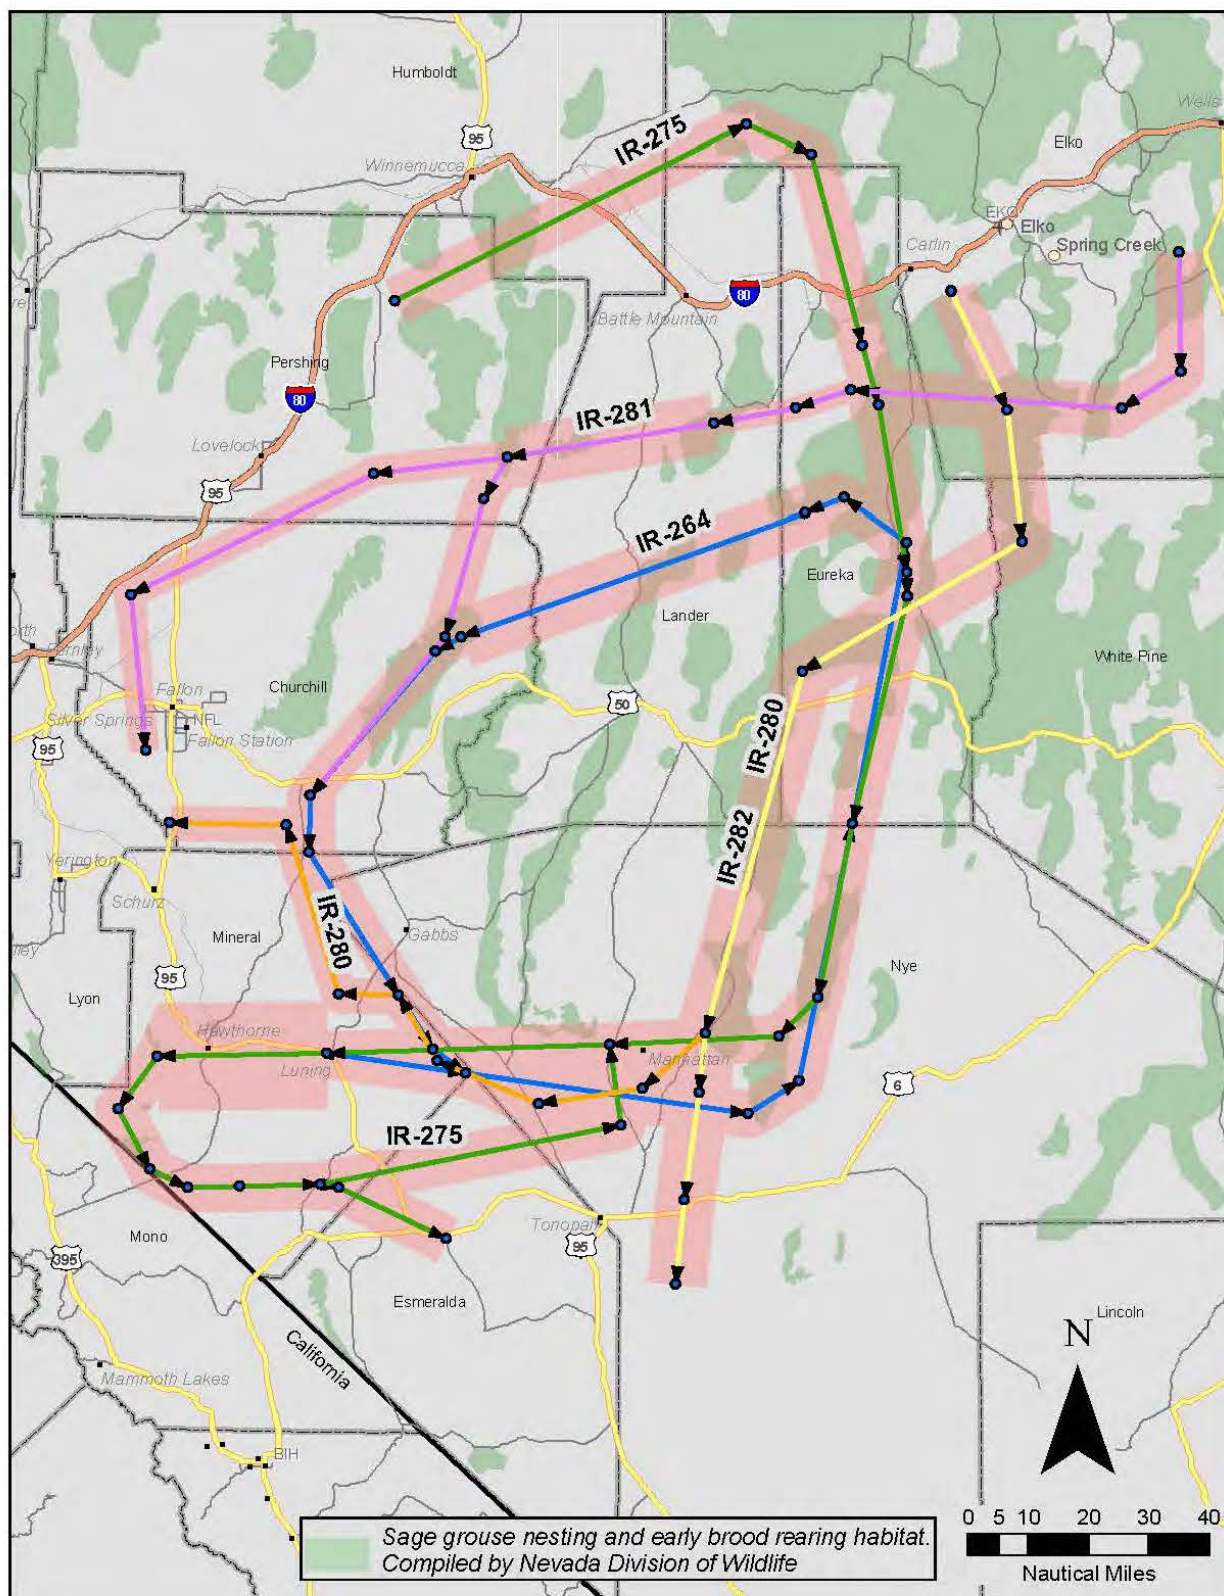 Humboldt
95
IR-275
Wells
Elko
Winnemucca
EKO
Elko
Carlin
Spring Creek
80
Battle Mountain
Pershing
80
IR-281
Lovelock
95
IR-264
Eureka
Lander
Fernley
White Pine
Churchill
Fallon
50
Silver Springs
NFL
Fallon Station
95
IR-280
IR-282
Yerington
Schurz
IR-280
Gabbs
Mineral
Nye
95
Lyon
Hawthorne
Manhattan
Luning
6
IR-275
Tonopah
Mono
95
395
Esmeralda
Lincoln
N
California
Mammoth Lakes
BIH
Sage grouse nesting and early brood rearing habitat.
Compiled by Nevada Division of Wildlife
0 5 10 20 30 40
Nautical Miles